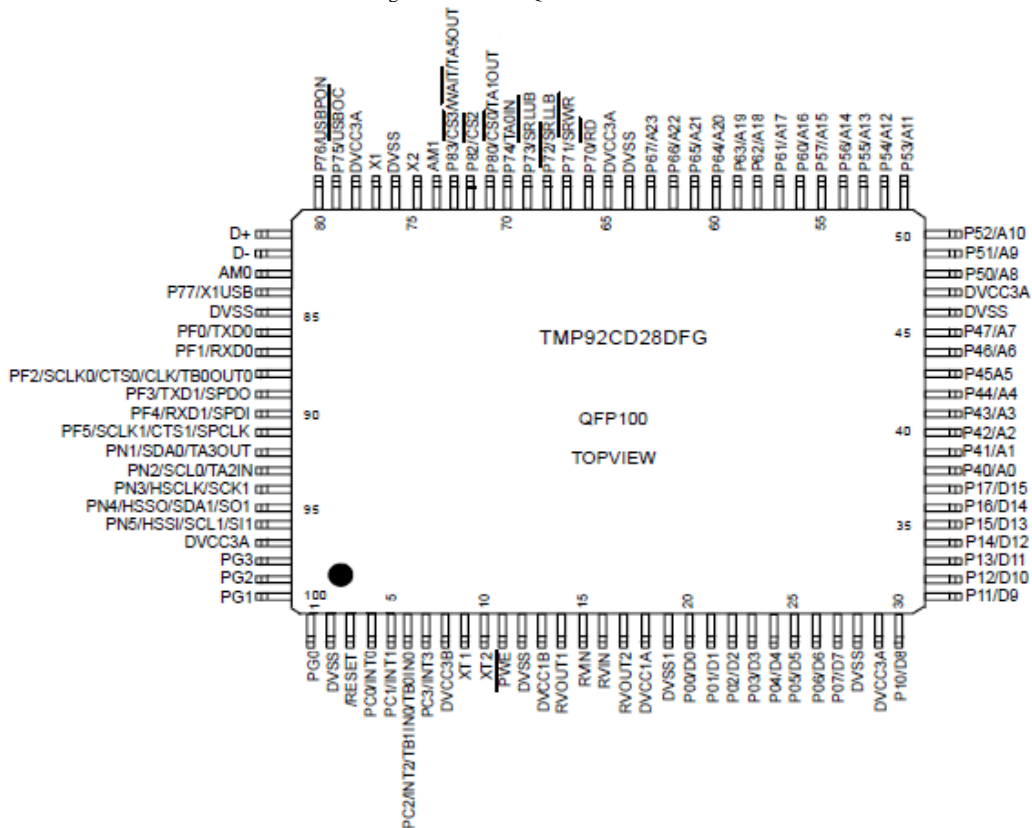 P76/USBPON
P75/USBOC
DVCC3A
X1
DVSS
X2
AM1
P83/CS3/WAIT/TA5OUT
P82/CS2
P80/CS0/TA1OUT
P74/TA0IN
P73/SRLUB
P72/SRLLB
P71/SRWR
P70/RD
DVCC3A
DVSS
P67/A23
P66/A22
P65/A21
P64/A20
P63/A19
P62/A18
P61/A17
P60/A16
P57/A15
P56/A14
P55/A13
P54/A12
P53/A11
80
75
70
65
60
55
50
D+
D-
AM0
P77/X1USB
DVSS
PF0/TXD0
PF1/RXD0
PF2/SCLK0/CTS0/CLK/TB0OUT0
PF3/TXD1/SPDO
PF4/RXD1/SPDI
PF5/SCLK1/CTS1/SPCLK
PN1/SDA0/TA3OUT
PN2/SCL0/TA2IN
PN3/HSCLK/SCK1
PN4/HSSO/SDA1/SO1
PN5/HSSI/SCL1/SI1
DVCC3A
PG3
PG2
PG1
85
90
95
100
TMP92CD28DFG
QFP100
TOPVIEW
45
40
35
P52/A10
P51/A9
P50/A8
DVCC3A
DVSS
P47/A7
P46/A6
P45A5
P44/A4
P43/A3
P42/A2
P41/A1
P40/A0
P17/D15
P16/D14
P15/D13
P14/D12
P13/D11
P12/D10
P11/D9
1
5
10
15
20
25
30
PG0
DVSS
/RESET
PC0/INT0
PC1/INT1
PC2/INT2/TB1IN0/TB0IN0
PC3/INT3
DVCC3B
XT1
XT2
PWE
DVSS
DVCC1B
RVOUT1
RVIN
RVIN
RVOUT2
DVCC1A
DVSS1
P00/D0
P01/D1
P02/D2
P03/D3
P04/D4
P05/D5
P06/D6
P07/D7
DVSS
DVCC3A
P10/D8